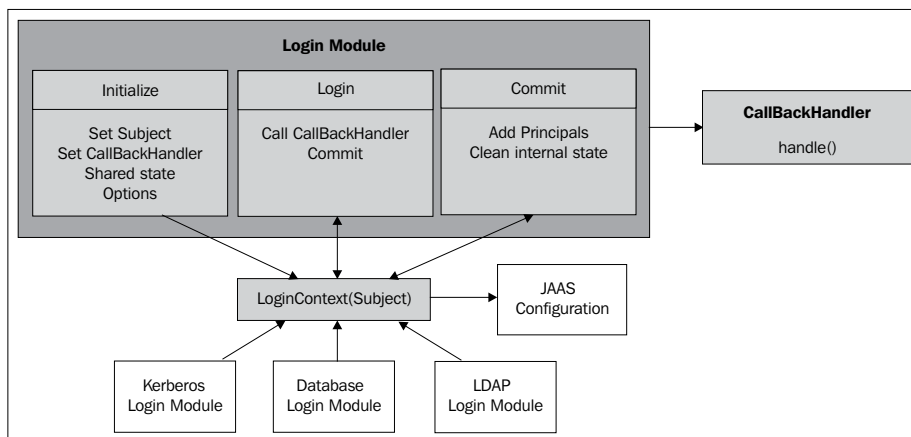 Login Module
Initialize
Set Subject
Set CallBackHandler
Shared state
Options
Login
Call CallBackHandler
Commit
Commit
Add Principals
Clean internal state
CallBackHandler
handle()
LoginContext(Subject)
JAAS
Configuration
Kerberos
Login Module
Database
Login Module
LDAP
Login Module